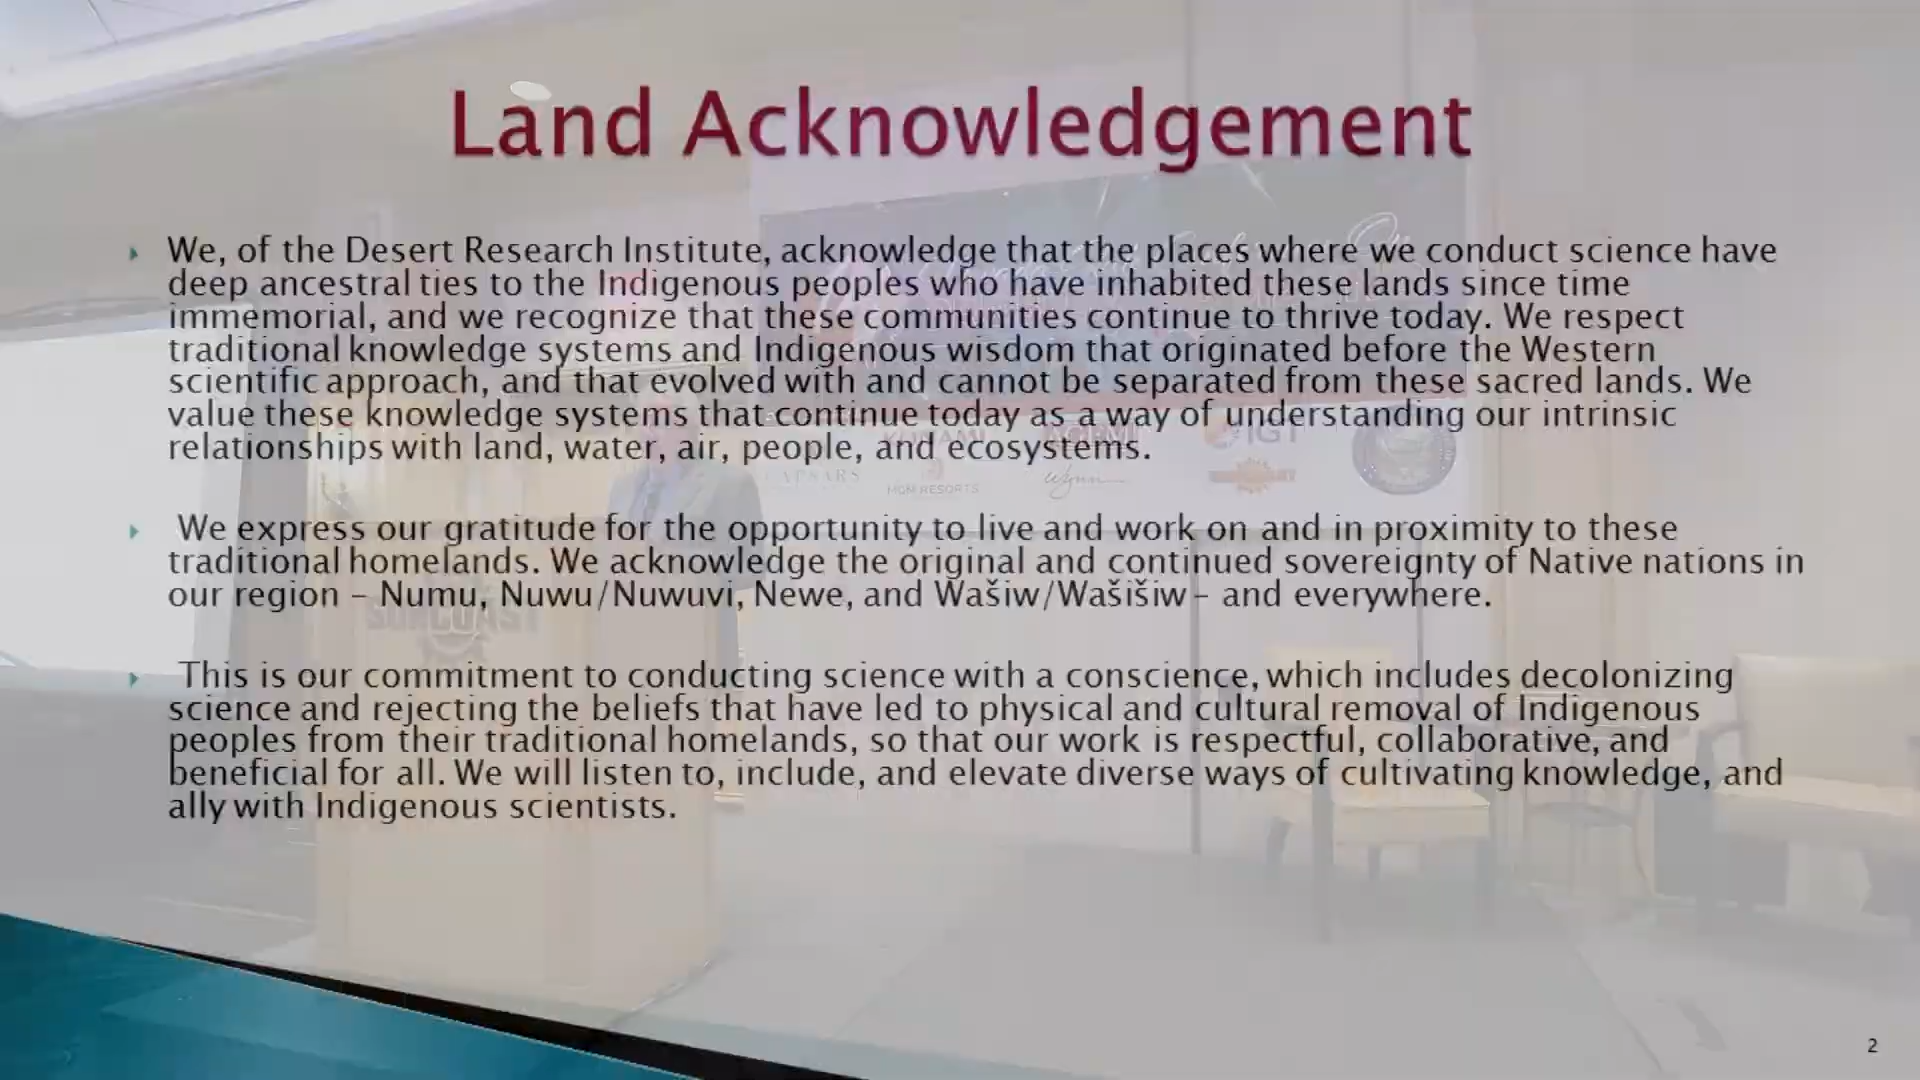 Land Acknowledgement
We, of the Desert Research Institute, acknowledge that the places where we conduct science have
deep ancestral ties to the Indigenous peoples who have inhabited these lands since time
immemorial, and we recognize that these communities continue to thrive today. We respect
traditional knowledge systems and Indigenous wisdom that originated before the Western
scientific approach, and that evolved with and cannot be separated from these sacred lands. We
value these knowledge systems that continue today as a way of understanding our intrinsic
relationships with land, water, air, people, and ecosystems.
KONAMI
IGT
CAESARS
MGM RESORTS
Wynn
We express our gratitude for the opportunity to live and work on and in proximity to these
traditional homelands. We acknowledge the original and continued sovereignty of Native nations in
our region – Numu, Nuwu/Nuwuvi, Newe, and Wašiw/Wašišiw – and everywhere.
SUNCOAST
This is our commitment to conducting science with a conscience, which includes decolonizing
science and rejecting the beliefs that have led to physical and cultural removal of Indigenous
peoples from their traditional homelands, so that our work is respectful, collaborative, and
beneficial for all. We will listen to, include, and elevate diverse ways of cultivating knowledge, and
ally with Indigenous scientists.
2